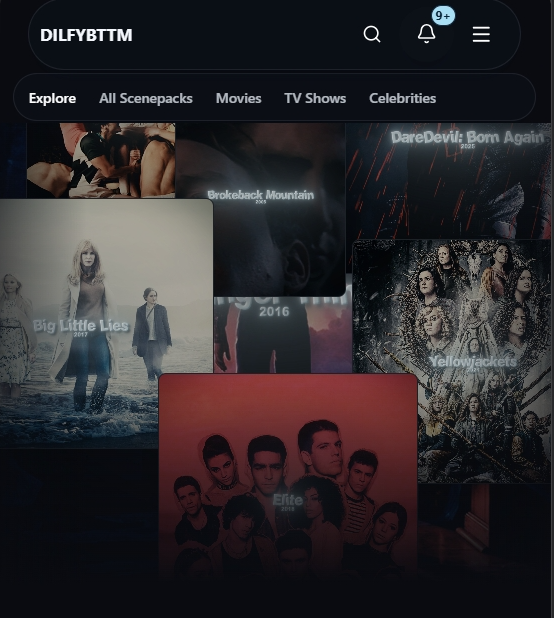 DILFYBTTM
9+
Explore All Scenepacks Movies TV Shows Celebrities
DareDevil: Born Again
2025
Brokeback Mountain
2016
Big Little Lies
2017
Yellowjackets
Elite